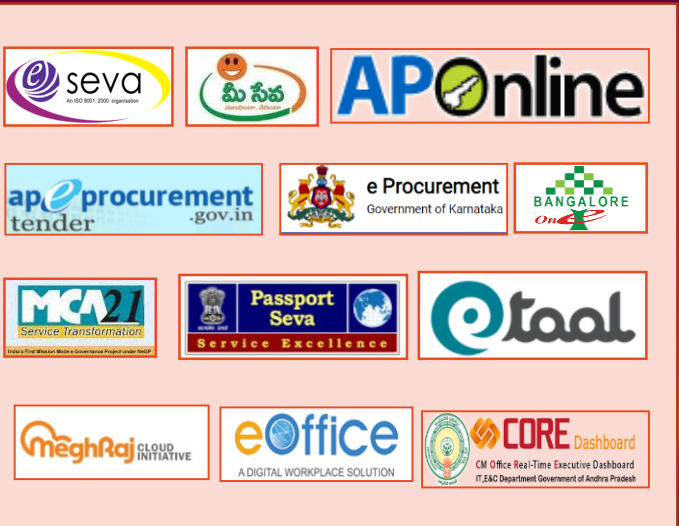 e seva
An ISO 9001: 2000 organisation
మీ సేవ
APOnline
ap eprocurement
tender .gov.in
e Procurement
Government of Karnataka
BANGALORE
One
MCA21
Service Transformation
India's First Mission Mode e-Governance Project under NeGP
Passport
Seva
Service Excellence
etaal
MeghRaj CLOUD
INITIATIVE
eOffice
A DIGITAL WORKPLACE SOLUTION
CORE Dashboard
CM Office Real-Time Executive Dashboard
IT,E&C Department Government of Andhra Pradesh